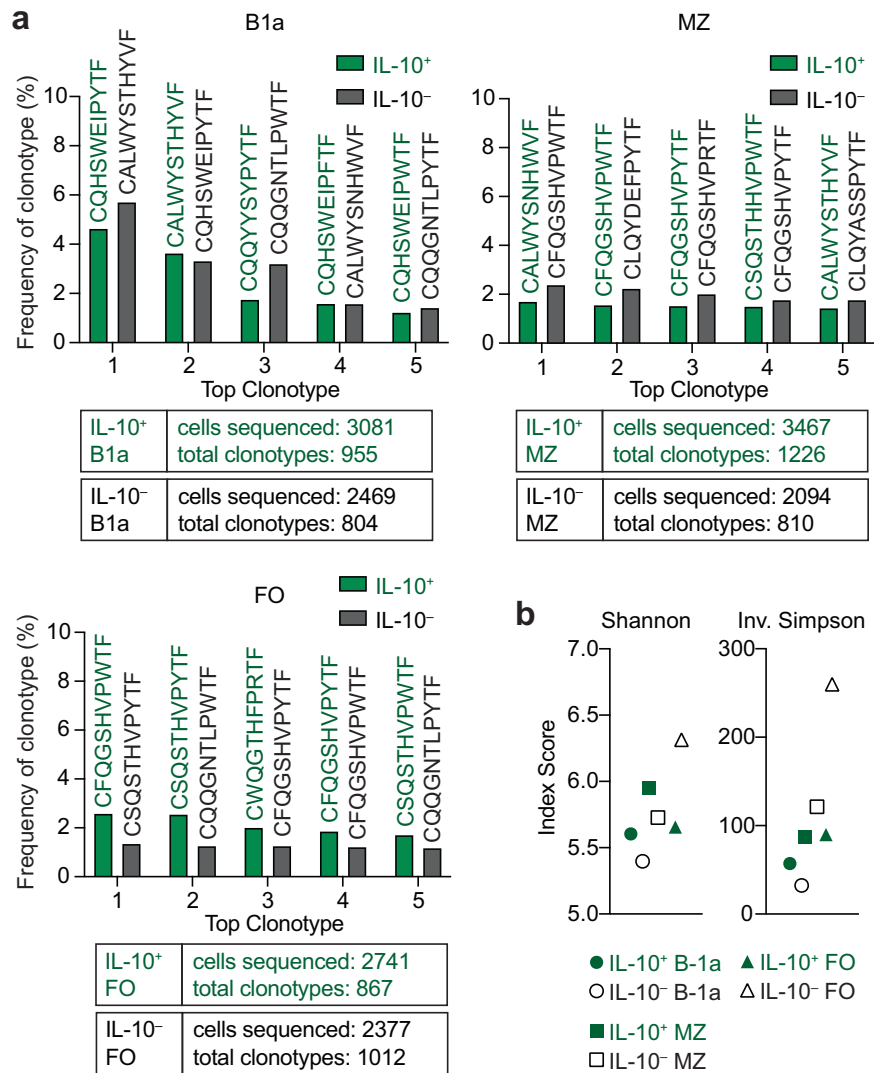 a
B1a
IL-10⁺
IL-10⁻
Frequency of clonotype (%)
10
8
6
4
2
0
CQHSWEIPYTF
CALWYSTHYVF
CALWYSTHYVF
CQHSWEIPYTF
CQQYYSYPYTF
CQQGNTLPWTF
CQHSWEIPFTF
CALWYSNHWVF
CQHSWEIPWTF
CQQGNTLPYTF
1 2 3 4 5
Top Clonotype
IL-10⁺ B1a
cells sequenced: 3081
total clonotypes: 955
IL-10⁻ B1a
cells sequenced: 2469
total clonotypes: 804
MZ
IL-10⁺
IL-10⁻
10
8
6
4
2
0
CALWYSNHWVF
CFQGSHVPWTF
CFQGSHVPWTF
CLQYDEFPYTF
CFQGSHVPYTF
CFQGSHVPRTF
CSQSTHHVPWTF
CFQGSHVPYTF
CALWYSTHYVF
CLQYASSPYTF
1 2 3 4 5
Top Clonotype
IL-10⁺ MZ
cells sequenced: 3467
total clonotypes: 1226
IL-10⁻ MZ
cells sequenced: 2094
total clonotypes: 810
FO
IL-10⁺
IL-10⁻
Frequency of clonotype (%)
10
8
6
4
2
0
CFQGSHVPWTF
CSQSTHVPYTF
CSQSTHVPYTF
CQQGNTLPWTF
CWQGTHFPRTF
CFQGSHVPYTF
CFQGSHVPYTF
CFQGSHVPWTF
CSQSTHVPWTF
CQQGNTLPYTF
1 2 3 4 5
Top Clonotype
IL-10⁺ FO
cells sequenced: 2741
total clonotypes: 867
IL-10⁻ FO
cells sequenced: 2377
total clonotypes: 1012
b
Shannon
Index Score
7.0
6.5
6.0
5.5
5.0
Inv. Simpson
300
200
100
0
IL-10⁺ B-1a
IL-10⁻ B-1a
IL-10⁺ MZ
IL-10⁻ MZ
IL-10⁺ FO
IL-10⁻ FO